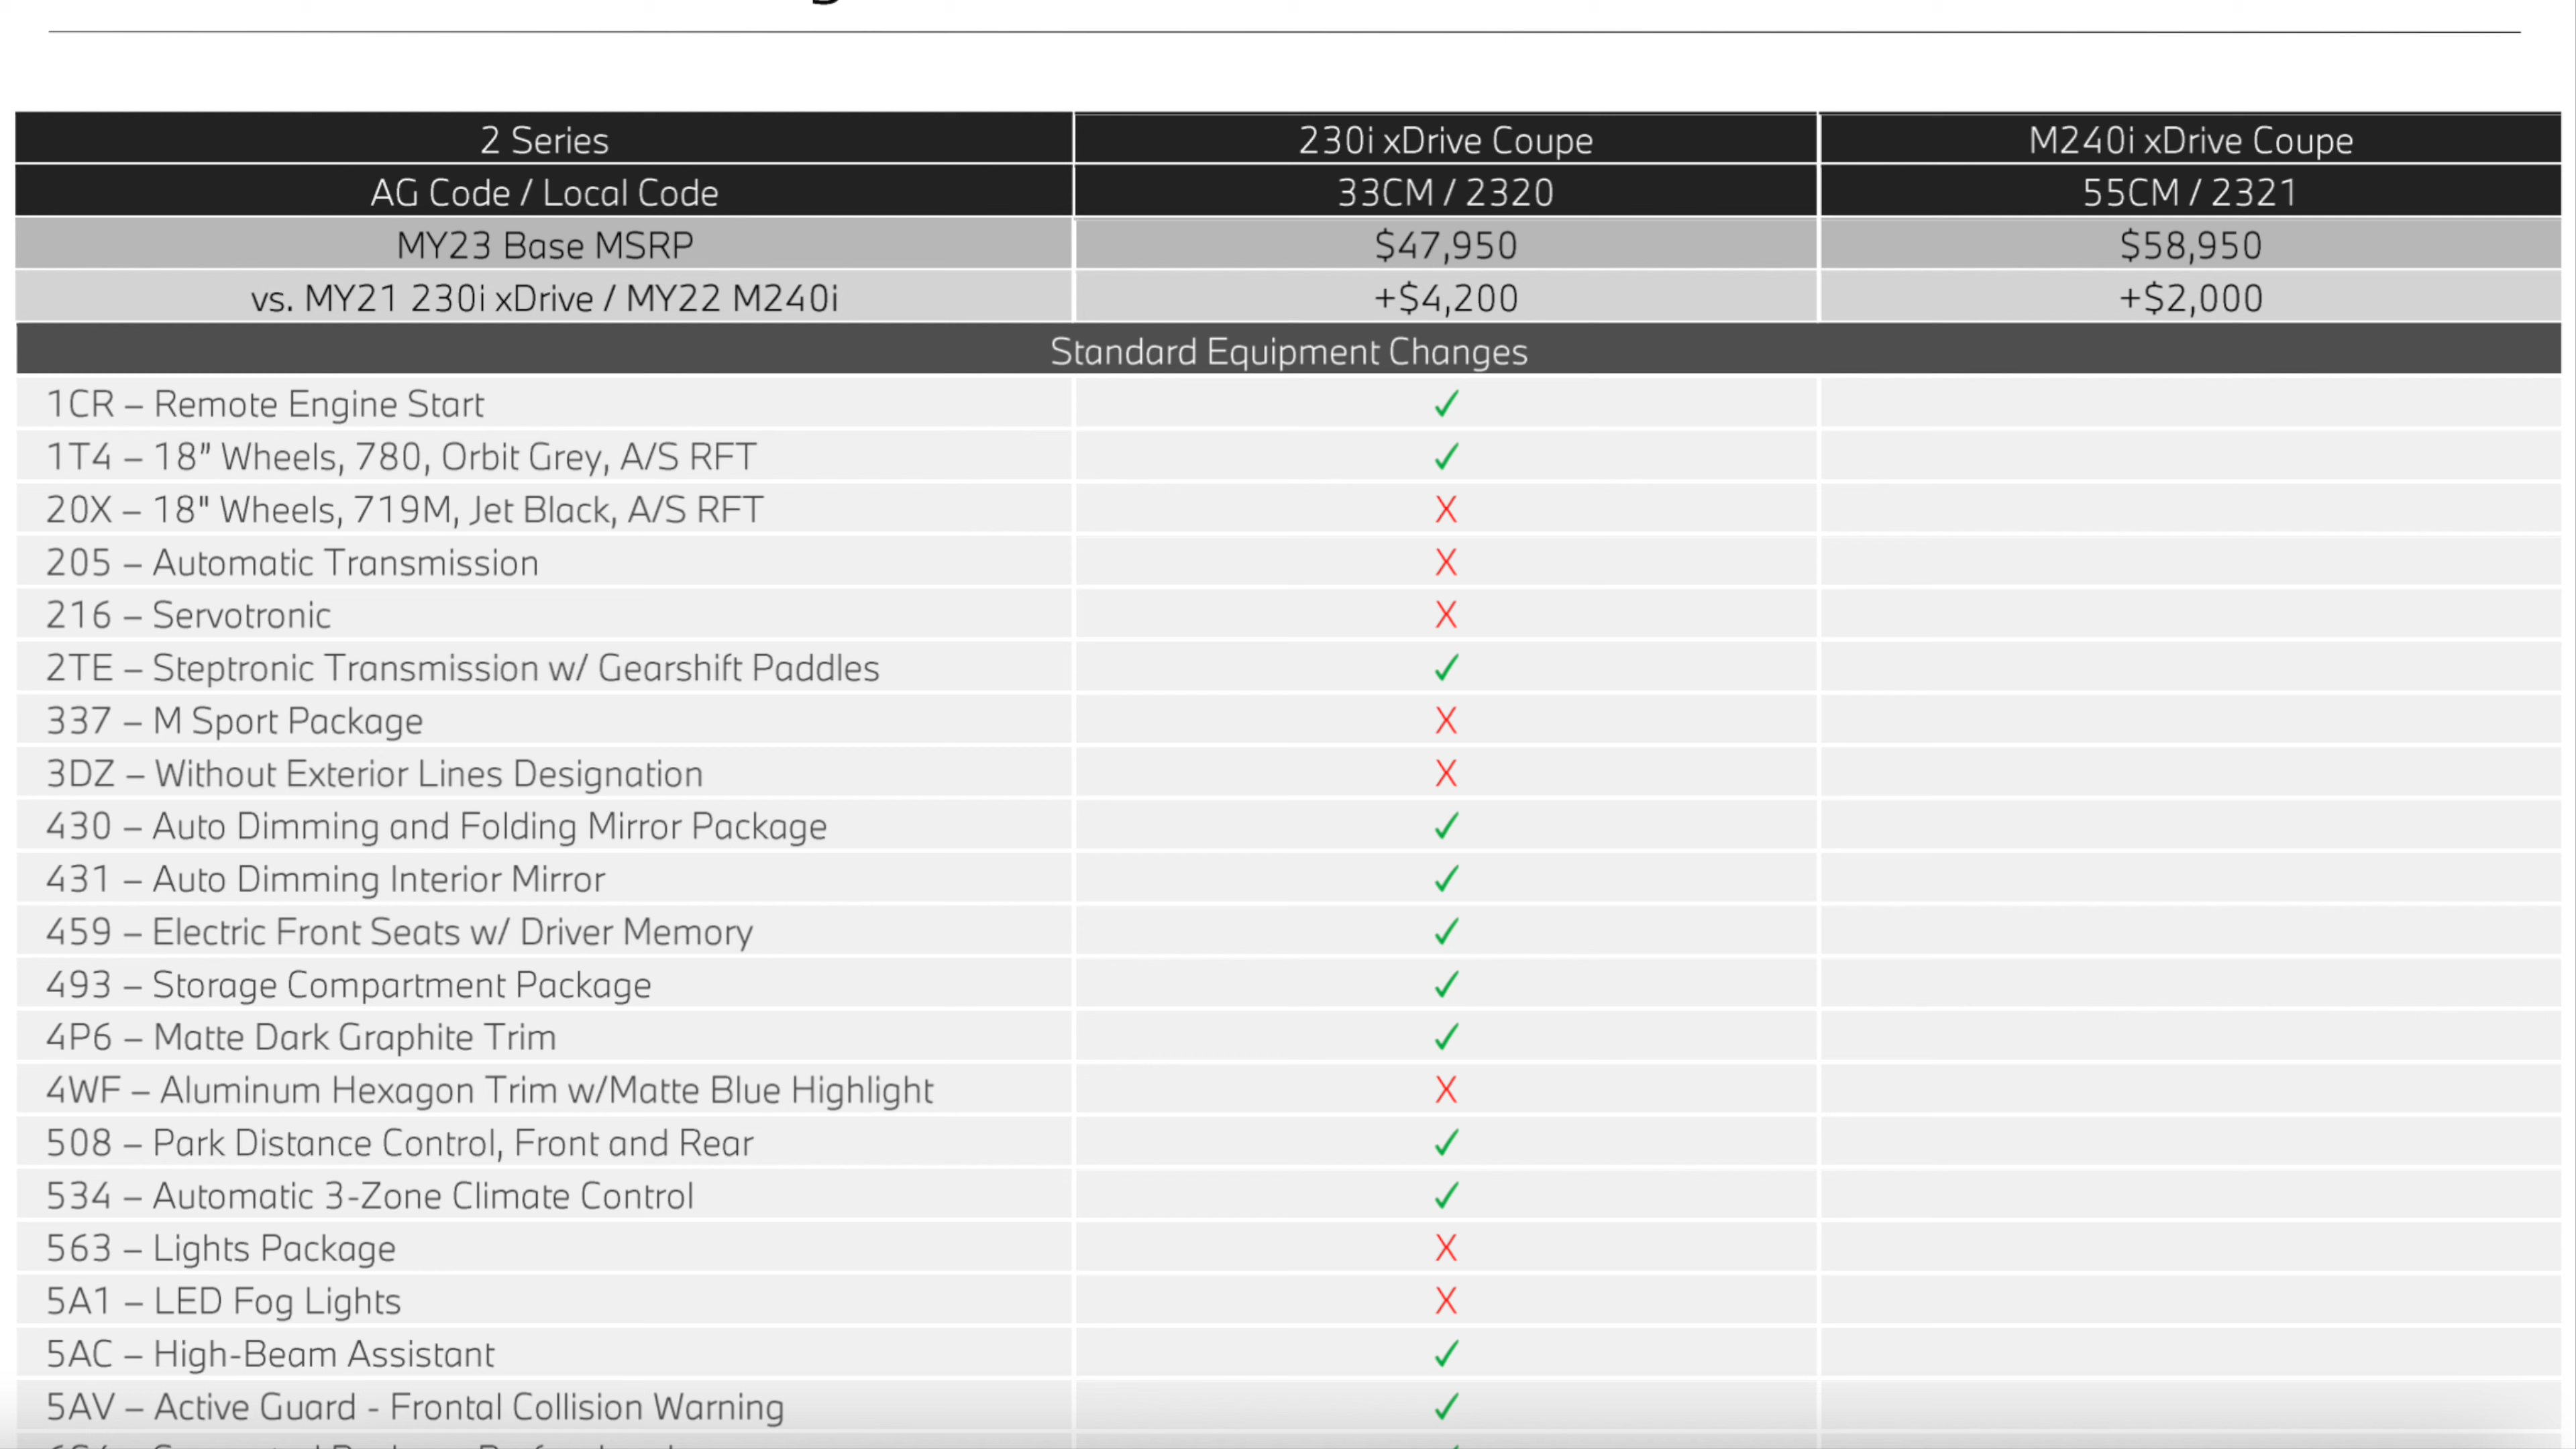 2 Series 230i xDrive Coupe M240i xDrive Coupe
AG Code / Local Code 33CM / 2320 55CM / 2321
MY23 Base MSRP $47,950 $58,950
vs. MY21 230i xDrive / MY22 M240i +$4,200 +$2,000
Standard Equipment Changes
1CR – Remote Engine Start ✓
1T4 – 18” Wheels, 780, Orbit Grey, A/S RFT ✓
20X – 18" Wheels, 719M, Jet Black, A/S RFT X
205 – Automatic Transmission X
216 – Servotronic X
2TE – Steptronic Transmission w/ Gearshift Paddles ✓
337 – M Sport Package X
3DZ – Without Exterior Lines Designation X
430 – Auto Dimming and Folding Mirror Package ✓
431 – Auto Dimming Interior Mirror ✓
459 – Electric Front Seats w/ Driver Memory ✓
493 – Storage Compartment Package ✓
4P6 – Matte Dark Graphite Trim ✓
4WF – Aluminum Hexagon Trim w/Matte Blue Highlight X
508 – Park Distance Control, Front and Rear ✓
534 – Automatic 3-Zone Climate Control ✓
563 – Lights Package X
5A1 – LED Fog Lights X
5AC – High-Beam Assistant ✓
5AV – Active Guard - Frontal Collision Warning ✓